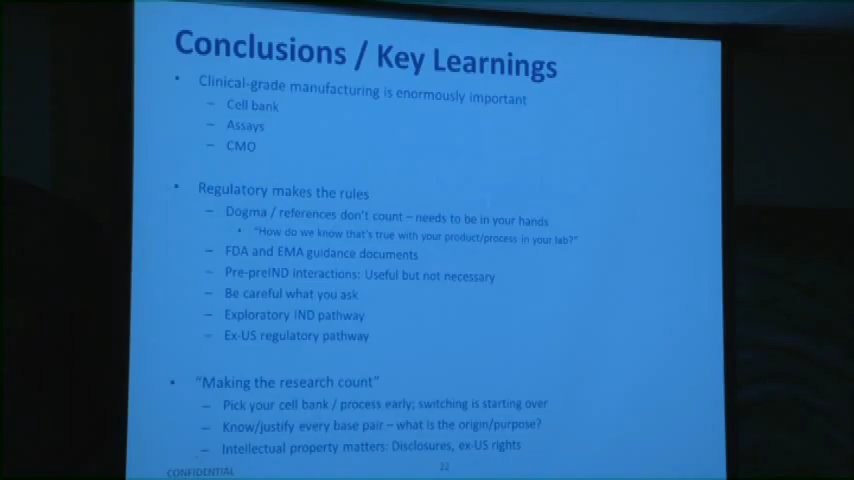 Conclusions / Key Learnings
• Clinical-grade manufacturing is enormously important
– Cell bank
– Assays
– CMO
• Regulatory makes the rules
– Dogma / references don't count – needs to be in your hands
• "How do we know that's true with your product/process in your lab?"
– FDA and EMA guidance documents
– Pre-preIND interactions: Useful but not necessary
– Be careful what you ask
– Exploratory IND pathway
– Ex-US regulatory pathway
• "Making the research count"
– Pick your cell bank / process early; switching is starting over
– Know/justify every base pair – what is the origin/purpose?
– Intellectual property matters: Disclosures, ex-US rights
CONFIDENTIAL
22